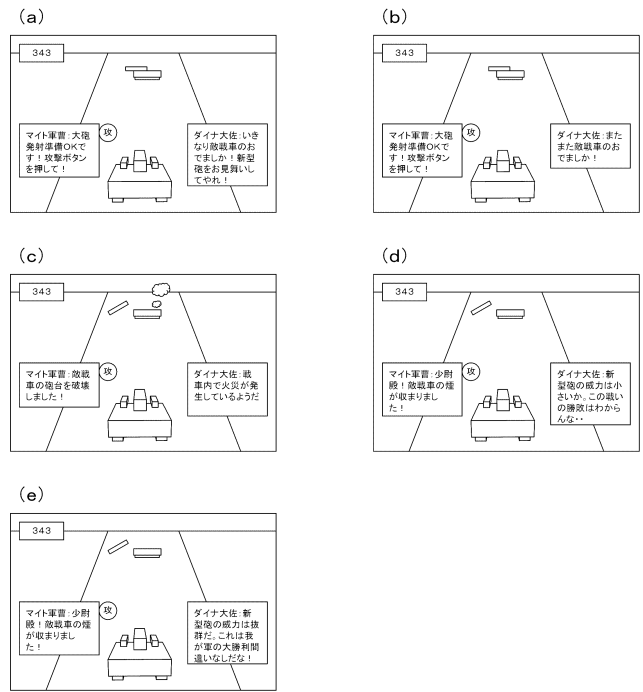 (a)
343
マイト軍曹:大砲
発射準備OKで
す!攻撃ボタン
を押して!
攻
ダイナ大佐:いき
なり敵戦車のお
でましか!新型
砲をお見舞いし
てやれ!
(b)
343
マイト軍曹:大砲
発射準備OKで
す!攻撃ボタン
を押して!
攻
ダイナ大佐:また
また敵戦車のお
でましか!
(c)
343
マイト軍曹:敵戦
車の砲台を破壊
しました!
攻
ダイナ大佐:戦
車内で火災が発
生しているようだ
(d)
343
マイト軍曹:少尉
殿!敵戦車の煙
が収まりまし
た!
攻
ダイナ大佐:新
型砲の威力は小
さいか。この戦い
の勝敗はわから
んな・・
(e)
343
マイト軍曹:少尉
殿!敵戦車の煙
が収まりまし
た!
攻
ダイナ大佐:新
型砲の威力は抜
群だ。これは我
が軍の大勝利間
違いなしだな!